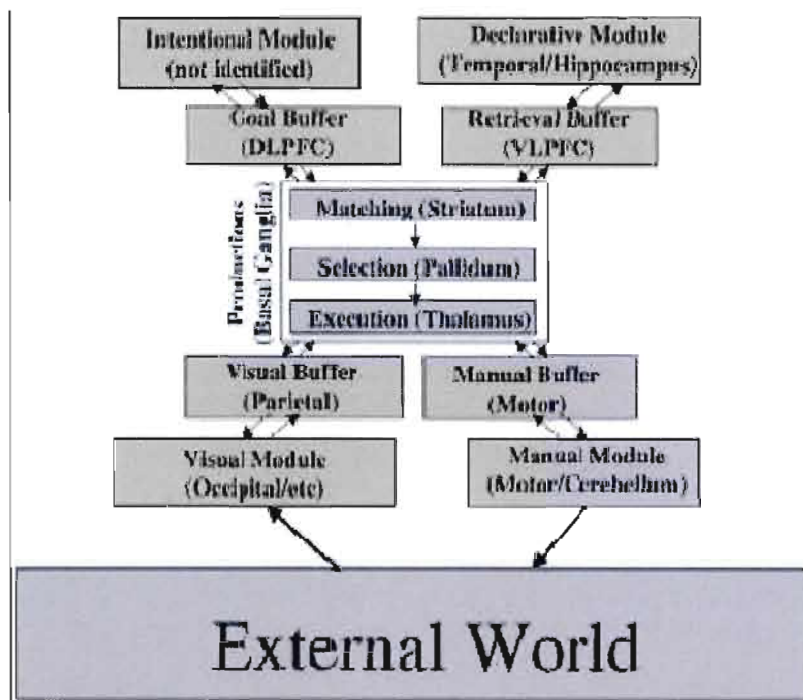 Intentional Module
(not identified)
Declarative Module
(Temporal/Hippocampus)
Goal Buffer
(DLPFC)
Retrieval Buffer
(VLPFC)
Productions
(Basal Ganglia)
Matching (Striatum)
Selection (Pallidum)
Execution (Thalamus)
Visual Buffer
(Parietal)
Manual Buffer
(Motor)
Visual Module
(Occipital/etc)
Manual Module
(Motor/Cerebellum)
External World